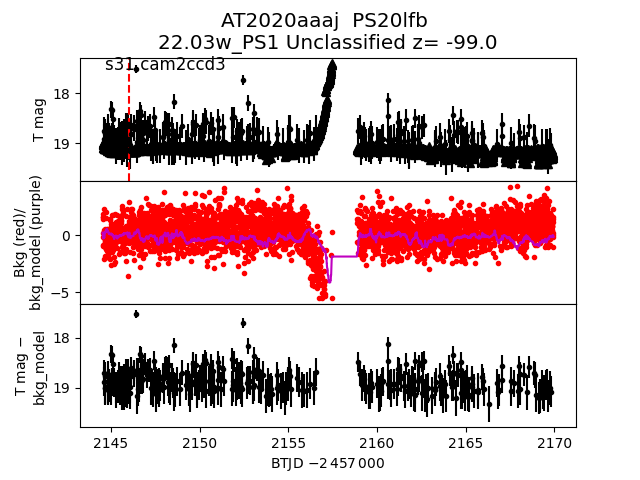 AT2020aaaj  PS20lfb
22.03w_PS1 Unclassified z= -99.0
s31 cam2ccd3
T mag
18
19
Bkg (red)/
bkg_model (purple)
0
−5
T mag −
bkg_model
18
19
2145 2150 2155 2160 2165 2170
BTJD −2 457 000